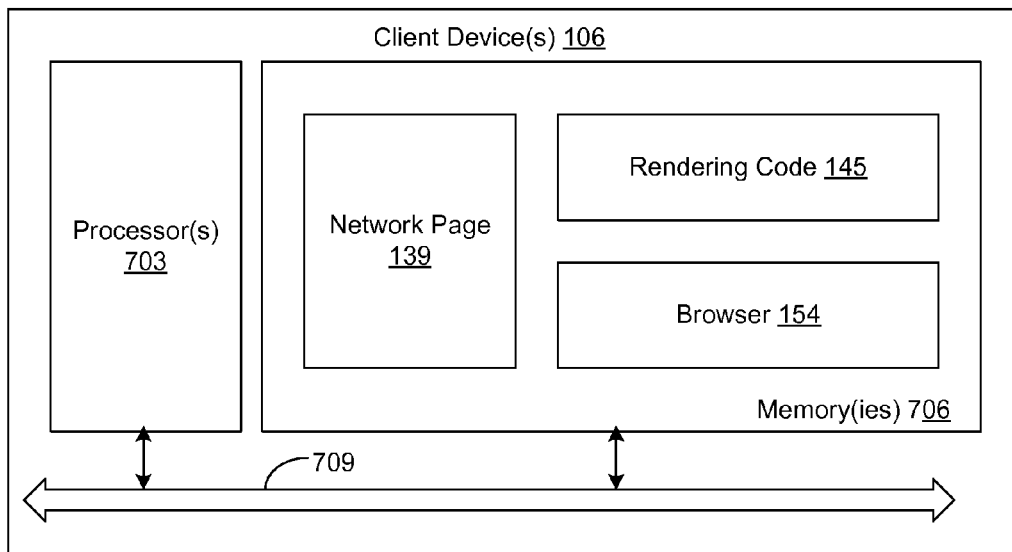 Client Device(s) 106
Processor(s)
703
Network Page
139
Rendering Code 145
Browser 154
Memory(ies) 706
709